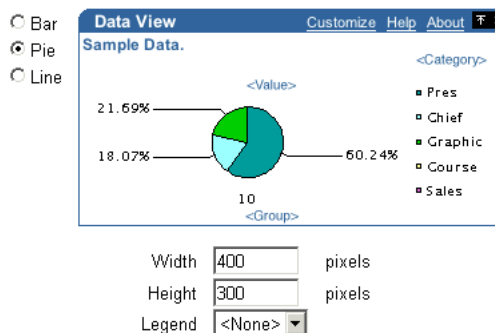 Bar
Pie
Line
Data View Customize Help About
Sample Data.
<Category>
<Value>
Pres
Chief
Graphic
Course
Sales
21.69%
18.07%
60.24%
10
<Group>
Width 400 pixels
Height 300 pixels
Legend <None>